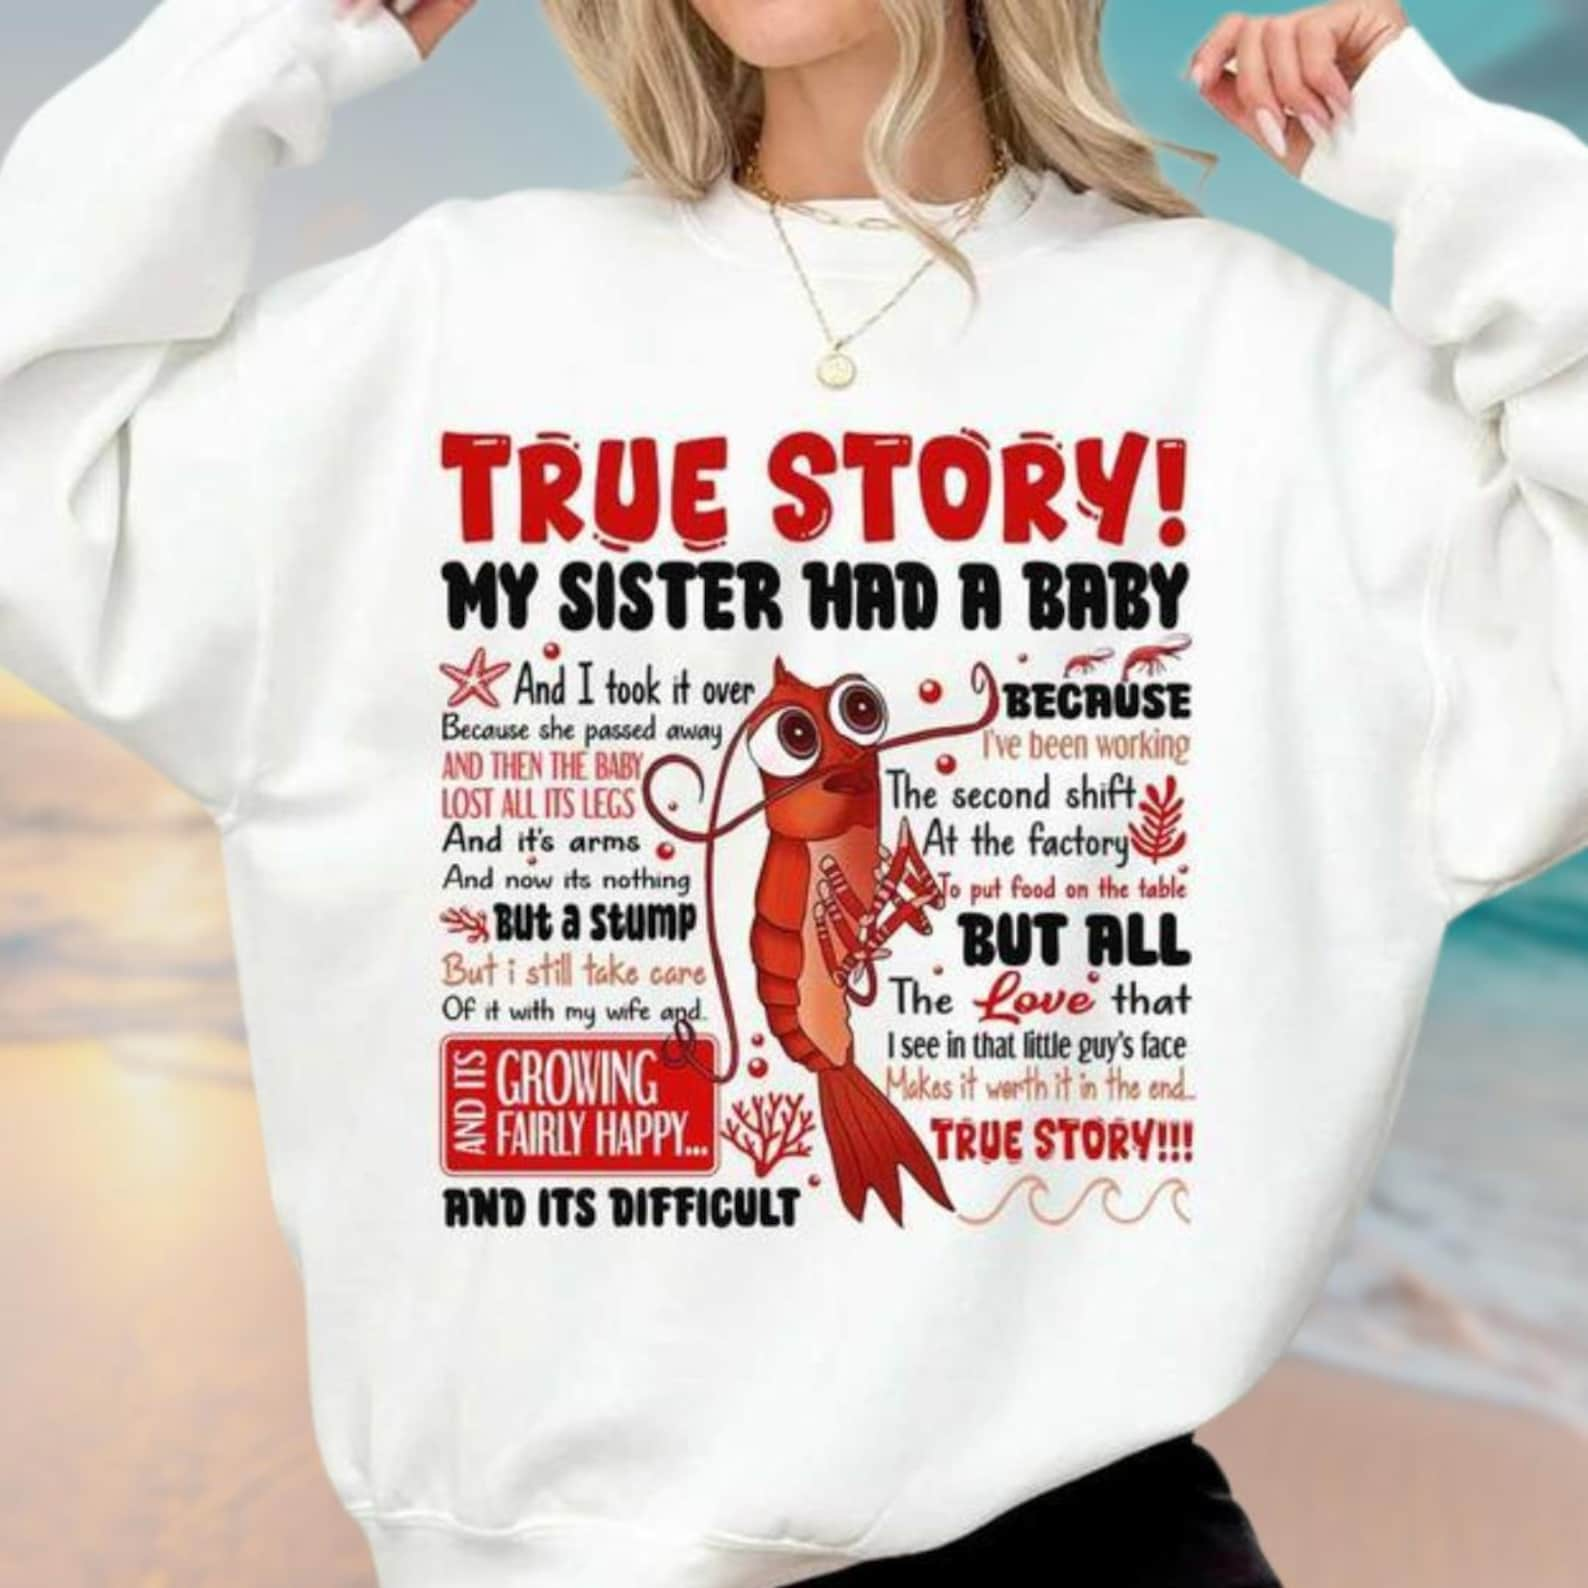 TRUE STORY!
MY SISTER HAD A BABY
And I took it over
Because she passed away
AND THEN THE BABY
LOST ALL ITS LEGS
And it's arms
And now its nothing
But a stump
But i still take care
Of it with my wife and..
AND ITS
GROWING
FAIRLY HAPPY...
AND ITS DIFFICULT
BECAUSE
I've been working
The second shift
At the factory
To put food on the table
BUT ALL
The Love that
I see in that little guy's face
Makes it worth it in the end...
TRUE STORY!!!